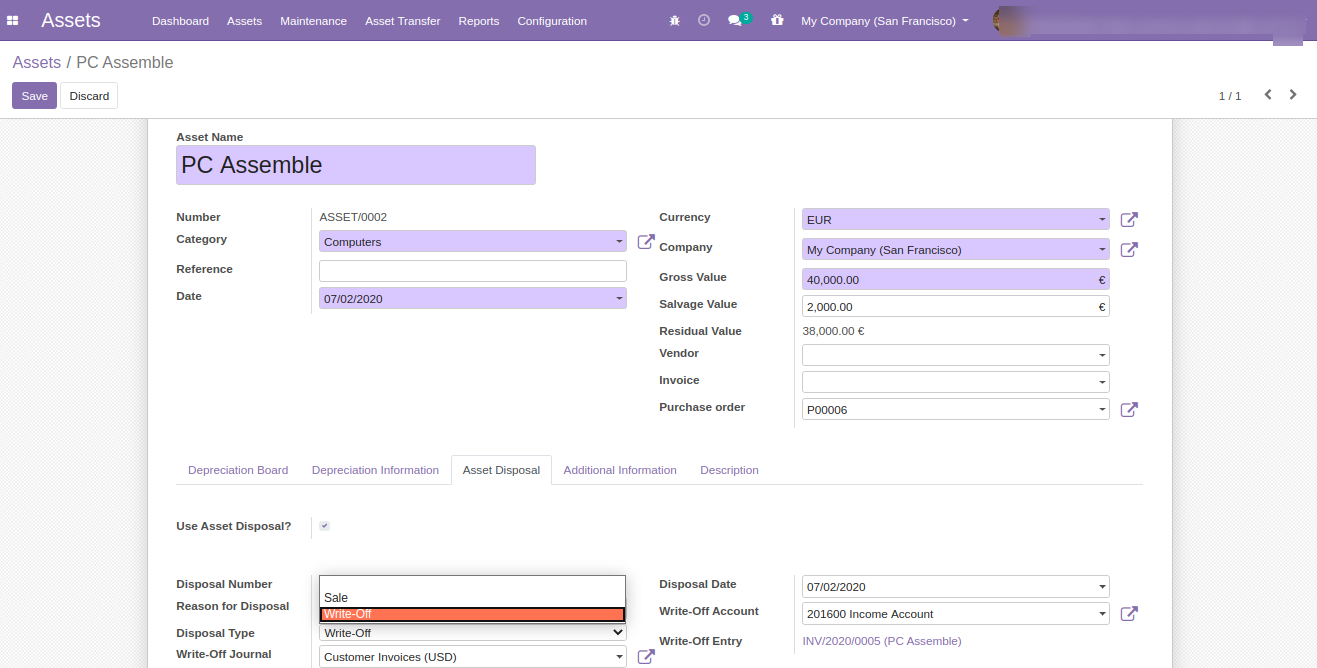 Assets Dashboard Assets Maintenance Asset Transfer Reports Configuration 3 My Company (San Francisco)
Assets / PC Assemble
Save Discard 1 / 1
Asset Name
PC Assemble
Number ASSET/0002
Category Computers
Reference
Date 07/02/2020
Currency EUR
Company My Company (San Francisco)
Gross Value 40,000.00 €
Salvage Value 2,000.00 €
Residual Value 38,000.00 €
Vendor
Invoice
Purchase order P00006
Depreciation Board Depreciation Information Asset Disposal Additional Information Description
Use Asset Disposal?
Disposal Number
Sale
Reason for Disposal
Write-Off
Disposal Type Write-Off
Write-Off Journal Customer Invoices (USD)
Disposal Date 07/02/2020
Write-Off Account 201600 Income Account
Write-Off Entry INV/2020/0005 (PC Assemble)